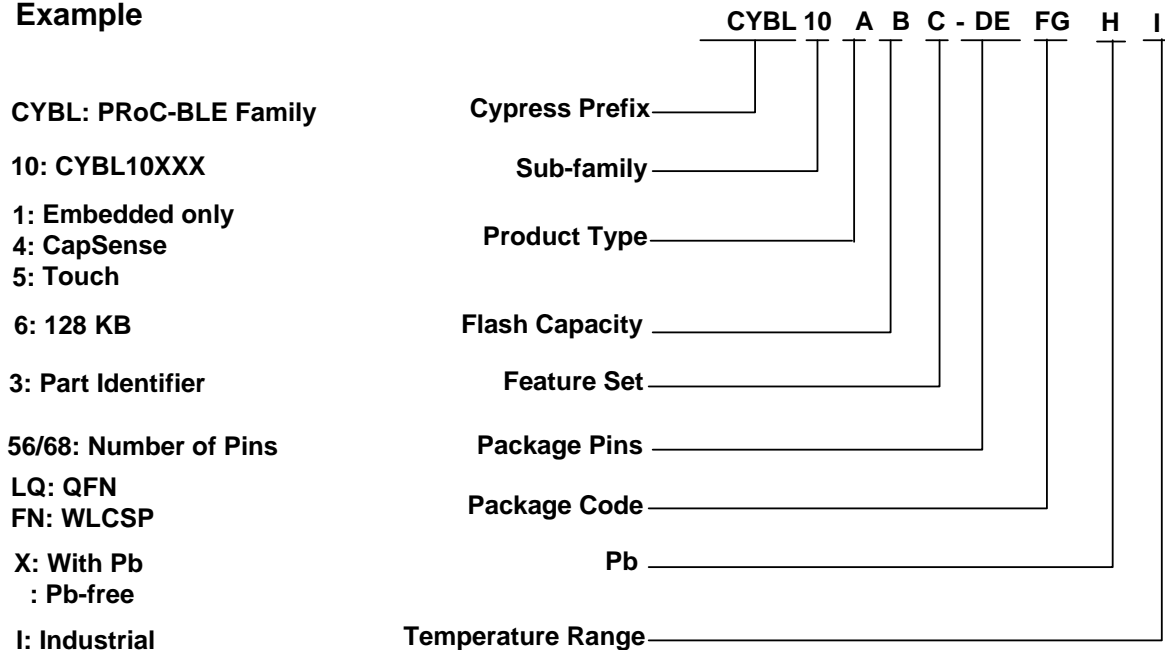 Example
CYBL 10 A B C - DE FG H I
CYBL: PRoC-BLE Family Cypress Prefix
10: CYBL10XXX Sub-family
1: Embedded only
4: CapSense Product Type
5: Touch
6: 128 KB Flash Capacity
3: Part Identifier Feature Set
56/68: Number of Pins Package Pins
LQ: QFN
FN: WLCSP Package Code
X: With Pb Pb
: Pb-free
I: Industrial Temperature Range